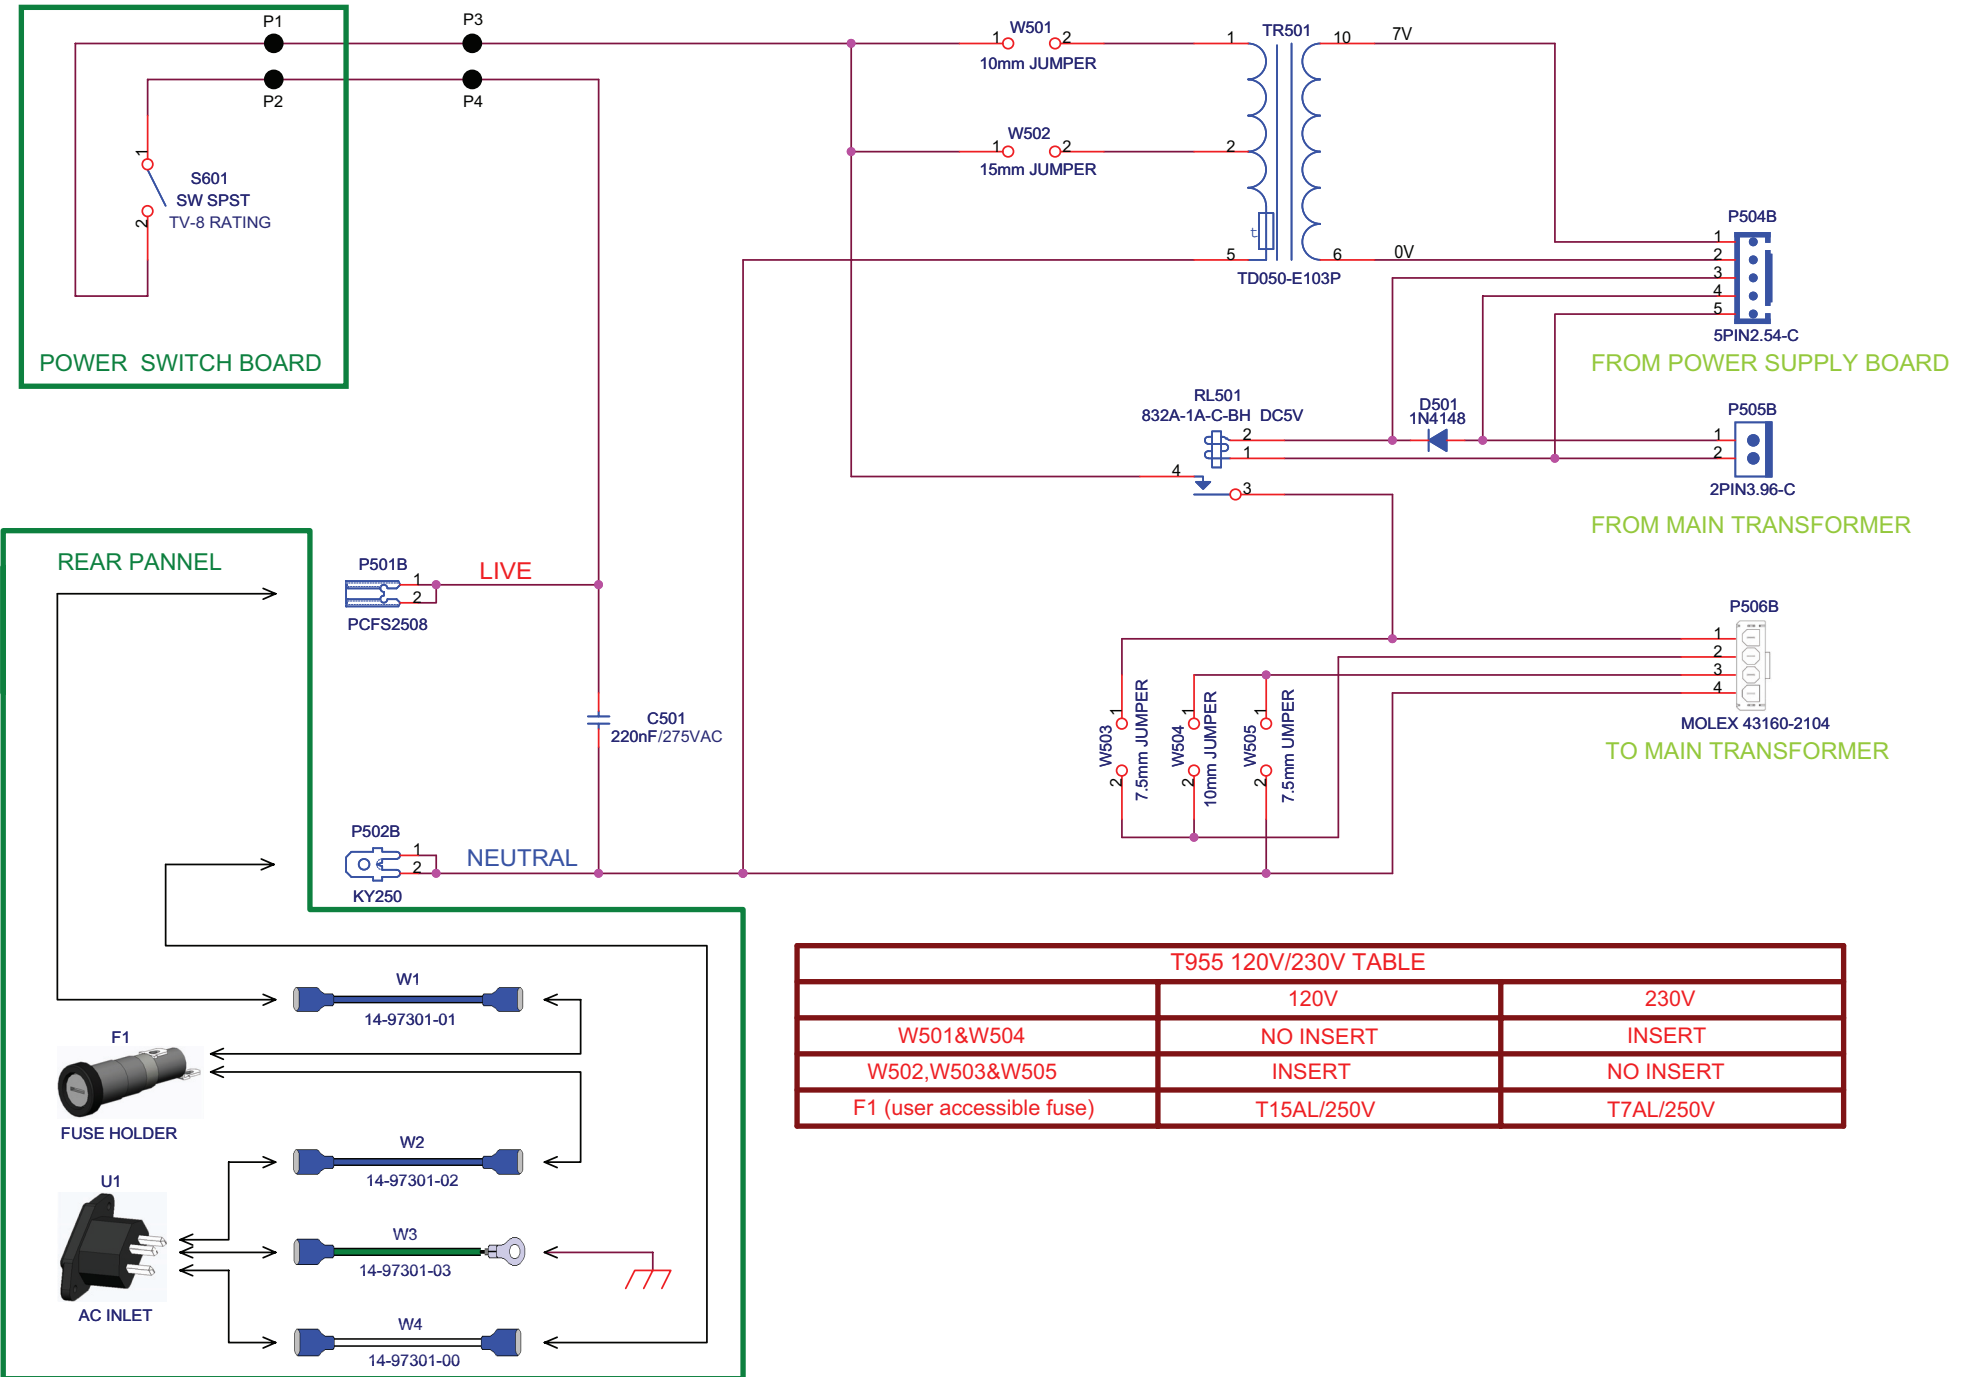 P1
P3
P2
P4
1
S601
SW SPST
TV-8 RATING
2
POWER  SWITCH BOARD
W501
1
2
10mm JUMPER
W502
1
2
15mm JUMPER
TR501
1
2
5
10
6
7V
0V
t
TD050-E103P
P504B
1
2
3
4
5
5PIN2.54-C
FROM POWER SUPPLY BOARD
RL501
832A-1A-C-BH  DC5V
2
1
4
3
D501
1N4148
P505B
1
2
2PIN3.96-C
FROM MAIN TRANSFORMER
REAR PANNEL
P501B
1
2
PCFS2508
LIVE
C501
220nF/275VAC
P502B
1
2
KY250
NEUTRAL
P506B
1
2
3
4
MOLEX 43160-2104
TO MAIN TRANSFORMER
1
W503
2
7.5mm JUMPER
1
W504
2
10mm JUMPER
1
W505
2
7.5mm UMPER
W1
14-97301-01
F1
FUSE HOLDER
W2
14-97301-02
U1
AC INLET
W3
14-97301-03
W4
14-97301-00
T955 120V/230V TABLE
120V 230V
W501&W504 NO INSERT INSERT
W502,W503&W505 INSERT NO INSERT
F1 (user accessible fuse) T15AL/250V T7AL/250V